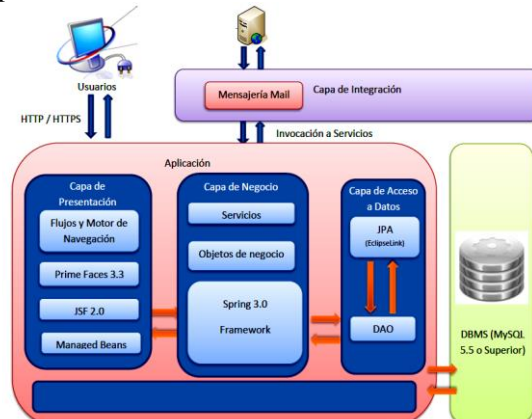 Usuarios
HTTP / HTTPS
Mensajería Mail
Capa de Integración
Invocación a Servicios
Aplicación
Capa de
Presentación
Flujos y Motor de
Navegación
Prime Faces 3.3
JSF 2.0
Managed Beans
Capa de Negocio
Servicios
Objetos de negocio
Spring 3.0
Framework
Capa de Acceso
a Datos
JPA
(EclipseLink)
DAO
DBMS (MySQL
5.5 o Superior)